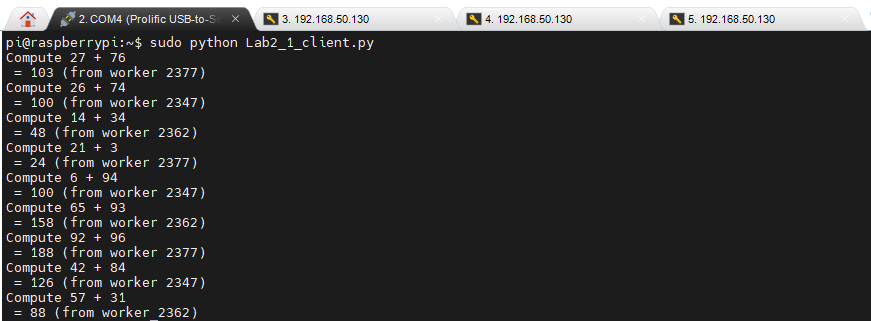 2. COM4 (Prolific USB-to-Se
3. 192.168.50.130
4. 192.168.50.130
5. 192.168.50.130
pi@raspberrypi:~$ sudo python Lab2_1_client.py
Compute 27 + 76
 = 103 (from worker 2377)
Compute 26 + 74
 = 100 (from worker 2347)
Compute 14 + 34
 = 48 (from worker 2362)
Compute 21 + 3
 = 24 (from worker 2377)
Compute 6 + 94
 = 100 (from worker 2347)
Compute 65 + 93
 = 158 (from worker 2362)
Compute 92 + 96
 = 188 (from worker 2377)
Compute 42 + 84
 = 126 (from worker 2347)
Compute 57 + 31
 = 88 (from worker 2362)